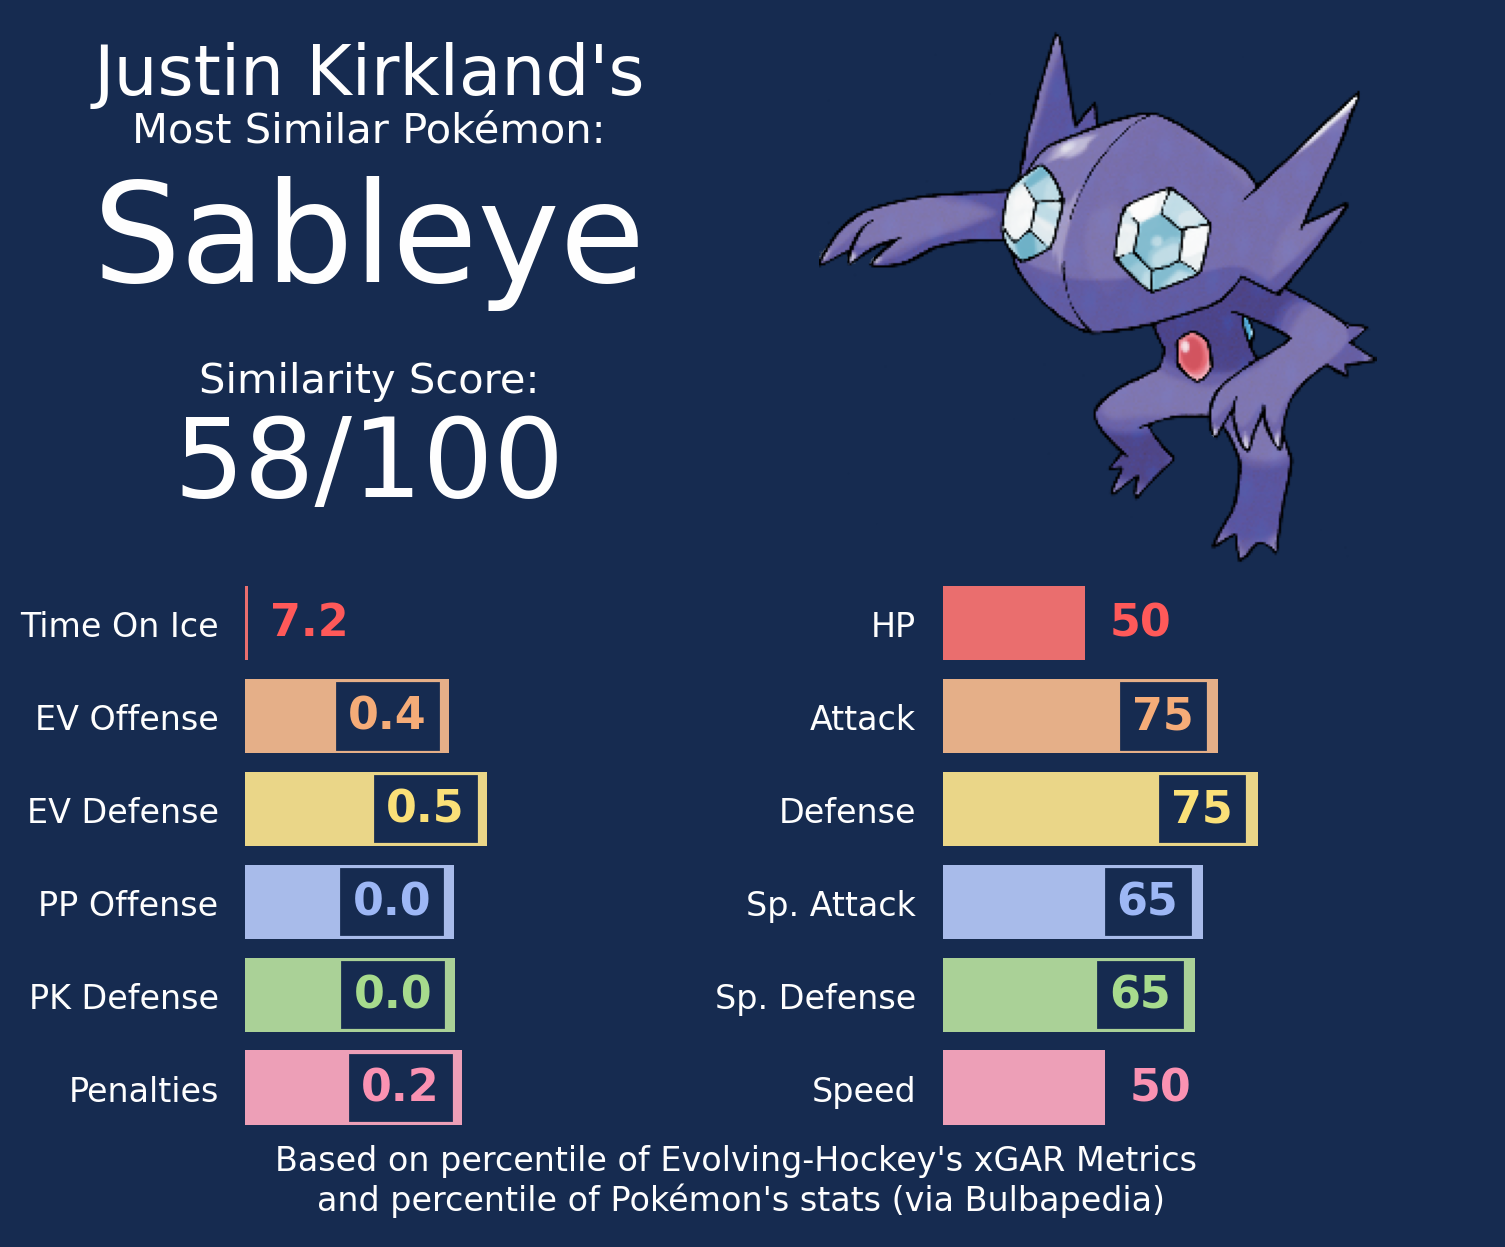 Justin Kirkland's
Most Similar Pokémon:
Sableye
Similarity Score:
58/100
Time On Ice 7.2
EV Offense 0.4
EV Defense 0.5
PP Offense 0.0
PK Defense 0.0
Penalties 0.2
HP 50
Attack 75
Defense 75
Sp. Attack 65
Sp. Defense 65
Speed 50
Based on percentile of Evolving-Hockey's xGAR Metrics
and percentile of Pokémon's stats (via Bulbapedia)